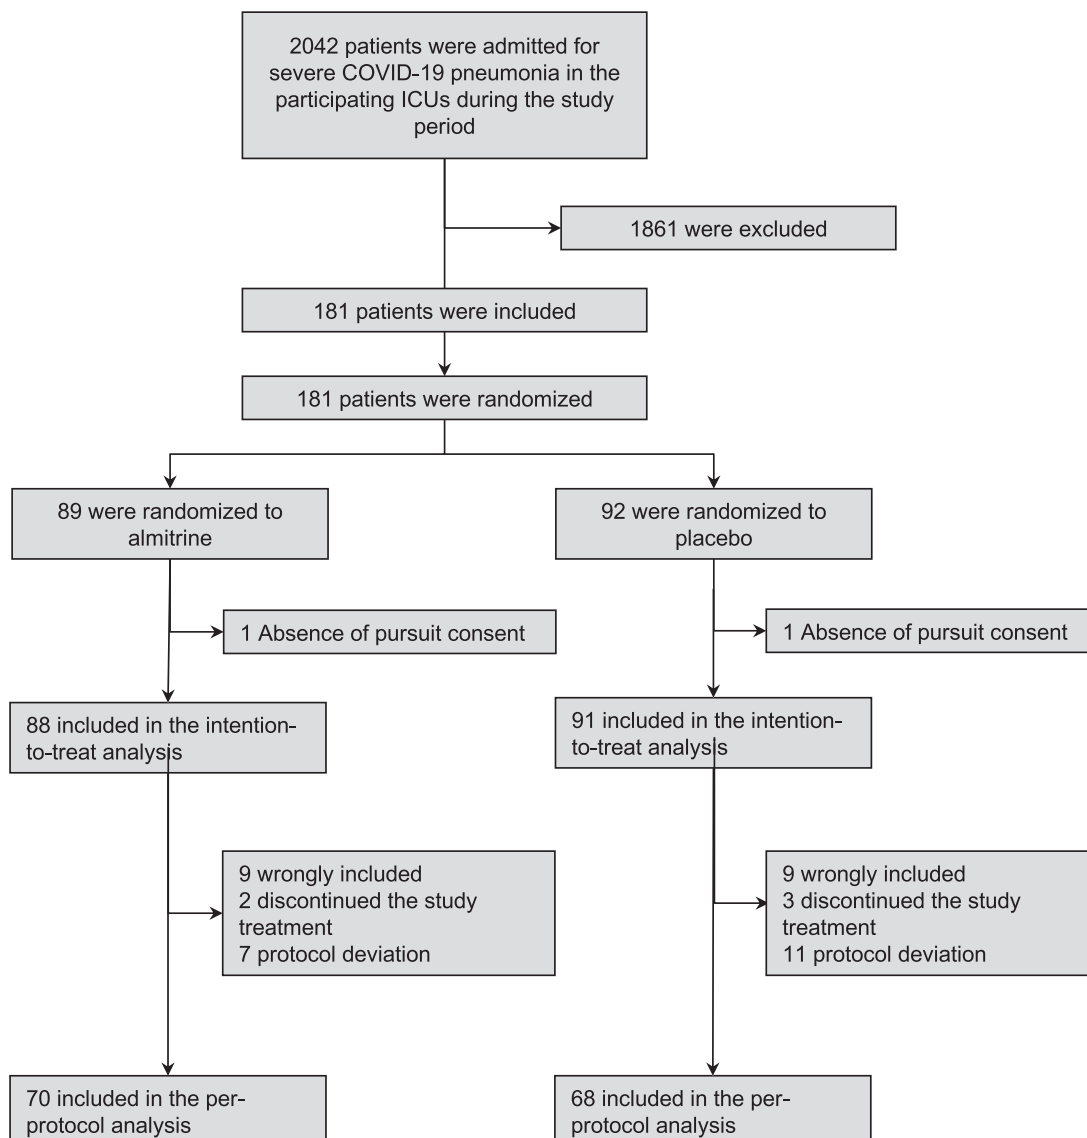 2042 patients were admitted for
severe COVID-19 pneumonia in the
participating ICUs during the study
period
1861 were excluded
181 patients were included
181 patients were randomized
89 were randomized to
almitrine
92 were randomized to
placebo
1 Absence of pursuit consent
1 Absence of pursuit consent
88 included in the intention-
to-treat analysis
91 included in the intention-
to-treat analysis
9 wrongly included
2 discontinued the study
treatment
7 protocol deviation
9 wrongly included
3 discontinued the study
treatment
11 protocol deviation
70 included in the per-
protocol analysis
68 included in the per-
protocol analysis